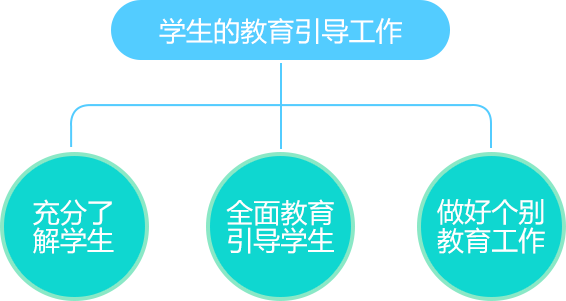 学生的教育引导工作
充分了
解学生
全面教育
引导学生
做好个别
教育工作